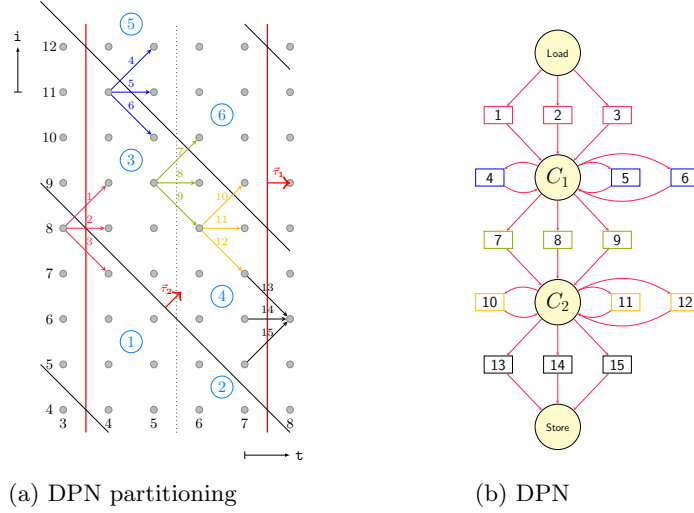 i
5
12
4
11
5
6
6
10
7
3
8
τ⃗₁
9
1
10
9
2
11
8
3
12
7
13
τ⃗₂
4
14
6
15
1
5
2
4
3 4 5 6 7 8
t
(a) DPN partitioning
Load
1 2 3
C₁
4 5 6
7 8 9
C₂
10 11 12
13 14 15
Store
(b) DPN